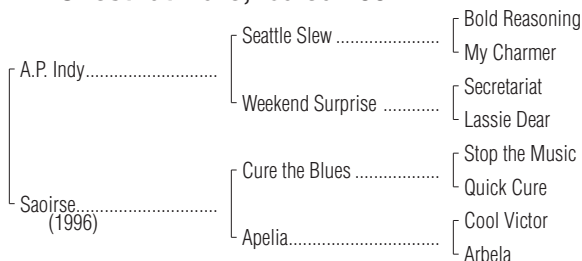 Seattle Slew
Bold Reasoning
My Charmer
A.P. Indy
Weekend Surprise
Secretariat
Lassie Dear
Cure the Blues
Stop the Music
Quick Cure
Saoirse
(1996)
Apelia
Cool Victor
Arbela